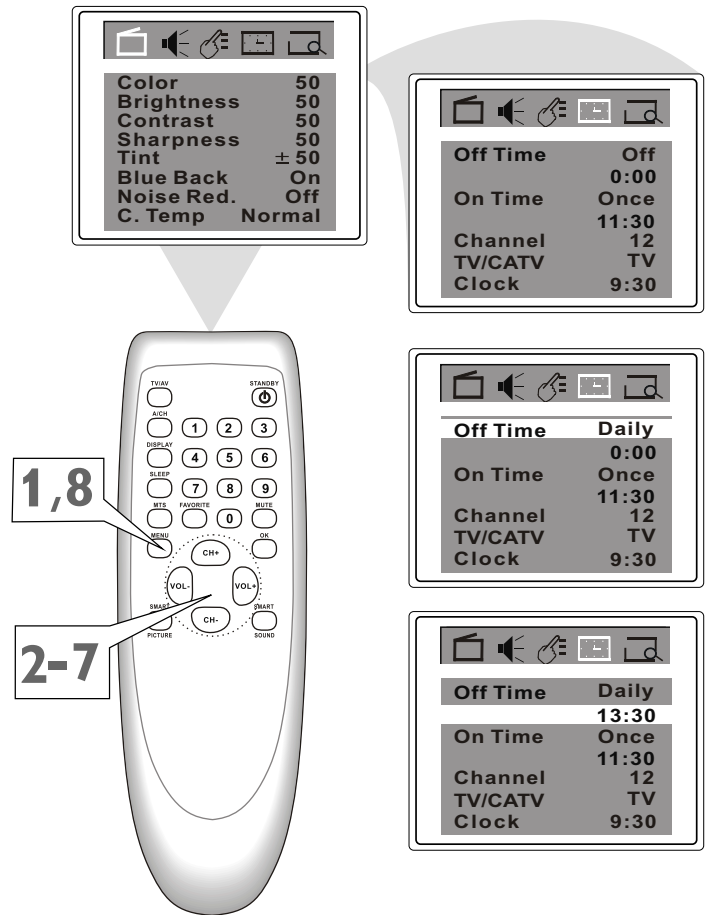 Color 50
Brightness 50
Contrast 50
Sharpness 50
Tint ± 50
Blue Back On
Noise Red. Off
C. Temp Normal
Off Time Off
0:00
On Time Once
11:30
Channel 12
TV/CATV TV
Clock 9:30
TV/AV STANDBY
A/CH 1 2 3
DISPLAY 4 5 6
SLEEP 7 8 9
MTS FAVORITE 0 MUTE
MENU OK
CH+
VOL- VOL+
CH-
SMART PICTURE
SMART SOUND
1,8
2-7
Off Time Daily
0:00
On Time Once
11:30
Channel 12
TV/CATV TV
Clock 9:30
Off Time Daily
13:30
On Time Once
11:30
Channel 12
TV/CATV TV
Clock 9:30